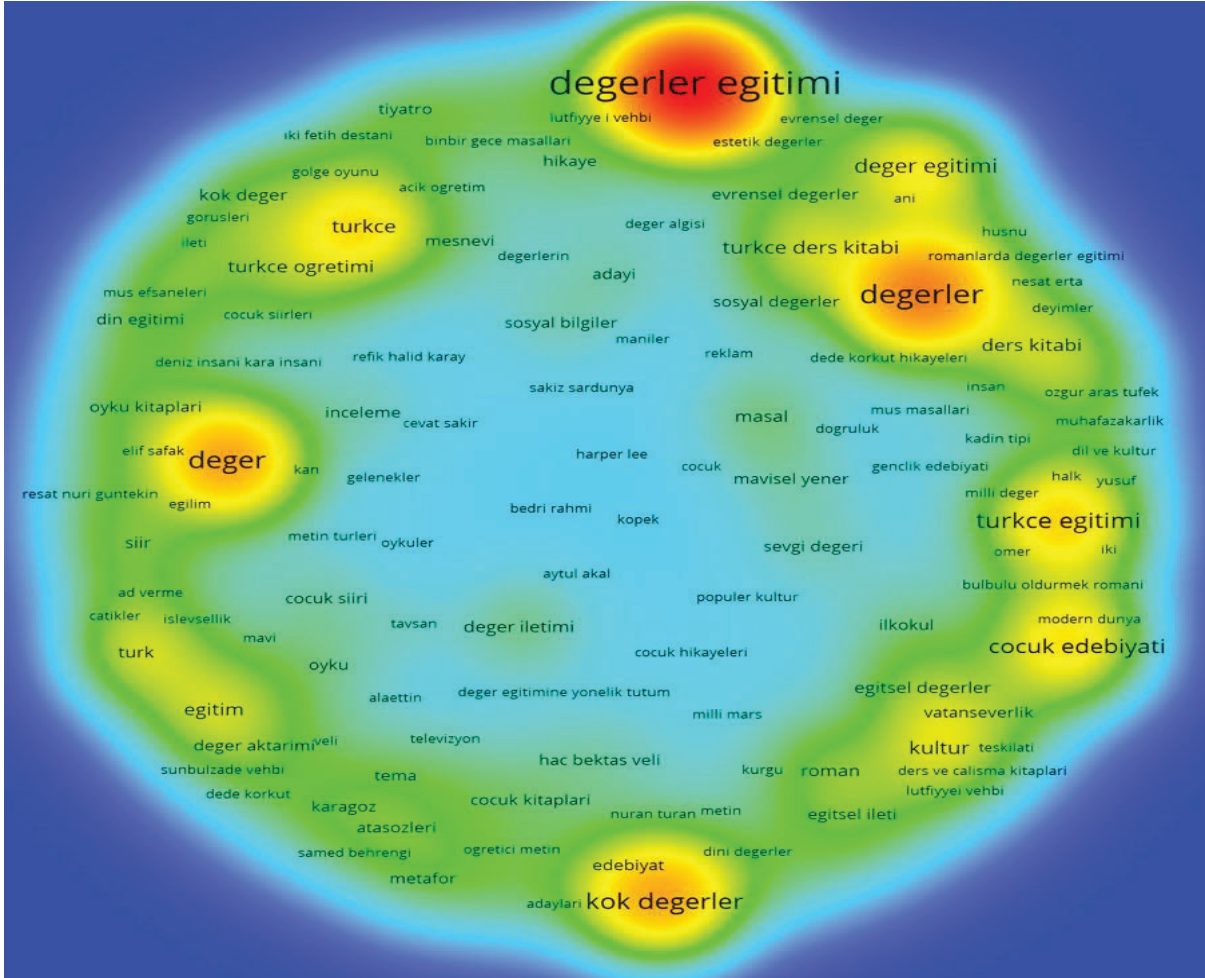 degerler egitimi
tiyatro
lutfiyye i vehbi
evrensel deger
iki fetih destani
binbir gece masallari
estetik degerler
hikaye
deger egitimi
golge oyunu
kok deger
acik ogretim
evrensel degerler
ani
gorusleri
turkce
deger algisi
husnu
ileti
mesnevi
turkce ders kitabi
degerlerin
romanlarda degerler egitimi
turkce ogretimi
adayi
nesat erta
mus efsaneleri
degerler
sosyal degerler
deyimler
din egitimi
cocuk siirleri
sosyal bilgiler
maniler
ders kitabi
deniz insani kara insani
refik halid karay
reklam
dede korkut hikayeleri
sakiz sardunya
insan
ozgur aras tufek
oyku kitaplari
inceleme
cevat sakir
masal
mus masallari
dogruluk
muhafazakarlik
kadin tipi
elif safak
deger
kan
harper lee
cocuk
genclik edebiyati
dil ve kultur
gelenekler
mavisel yener
halk
yusuf
resat nuri guntekin
egilim
milli deger
bedri rahmi
kopek
turkce egitimi
siir
metin turleri
oykuler
sevgi degeri
omer
iki
aytul akal
ad verme
cocuk siiri
populer kultur
bulbulu oldurmek romani
catikler
islevsellik
tavsan
deger iletimi
ilkokul
modern dunya
mavi
turk
cocuk hikayeleri
cocuk edebiyati
oyku
alaettin
deger egitimine yonelik tutum
egitsel degerler
egitim
milli mars
vatanseverlik
deger aktarimi
veli
televizyon
kultur
teskilati
sunbulzade vehbi
hac bektas veli
kurgu
roman
ders ve calisma kitaplari
tema
dede korkut
lutfiyyei vehbi
karagoz
cocuk kitaplari
nuran turan
metin
egitsel ileti
atasozleri
samed behrengi
ogretici metin
dini degerler
edebiyat
metafor
adaylari
kok degerler